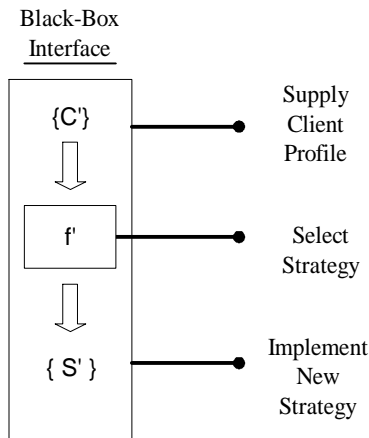 Black-Box
Interface
{C'}
Supply
Client
Profile
f'
Select
Strategy
{ S' }
Implement
New
Strategy